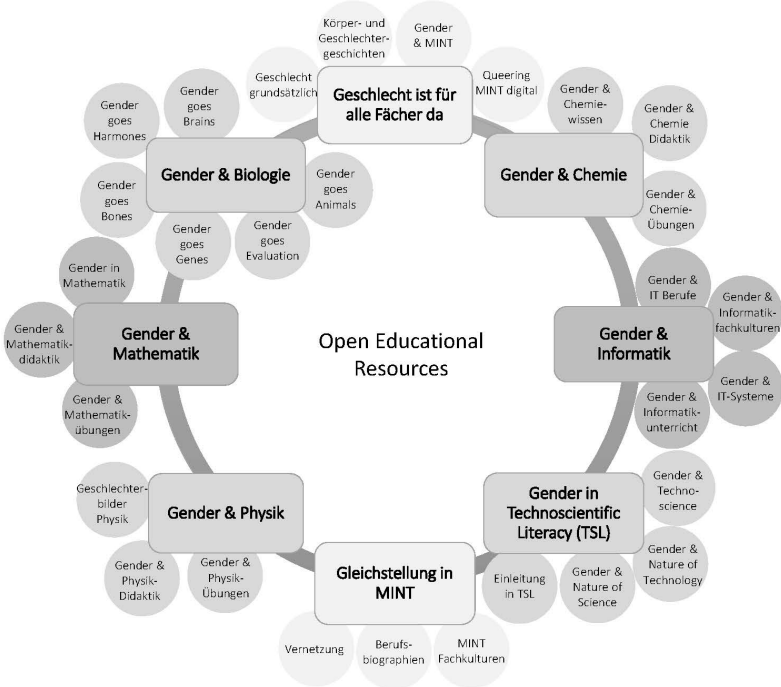 Körper- und
Geschlechter-
geschichten
Gender
& MINT
Geschlecht
grundsätzlich
Queering
MINT digital
Geschlecht ist für
alle Fächer da
Gender &
Chemie-
wissen
Gender &
Chemie
Didaktik
Gender & Chemie
Gender &
Chemie-
Übungen
Gender
goes
Brains
Gender
goes
Harmones
Gender & Biologie
Gender
goes
Animals
Gender
goes
Bones
Gender
goes
Genes
Gender
goes
Evaluation
Gender in
Mathematik
Gender &
Mathematik-
didaktik
Gender &
Mathematik
Gender &
Mathematik-
übungen
Open Educational
Resources
Gender &
IT Berufe
Gender &
Informatik-
fachkulturen
Gender &
Informatik
Gender &
IT-Systeme
Gender &
Informatik-
unterricht
Geschlechter-
bilder
Physik
Gender & Physik
Gender &
Physik-
Didaktik
Gender &
Physik-
Übungen
Gender in
Technoscientific
Literacy (TSL)
Gender &
Techno-
science
Gender &
Nature of
Technology
Einleitung
in TSL
Gender &
Nature of
Science
Gleichstellung in
MINT
Vernetzung
Berufs-
biographien
MINT
Fachkulturen